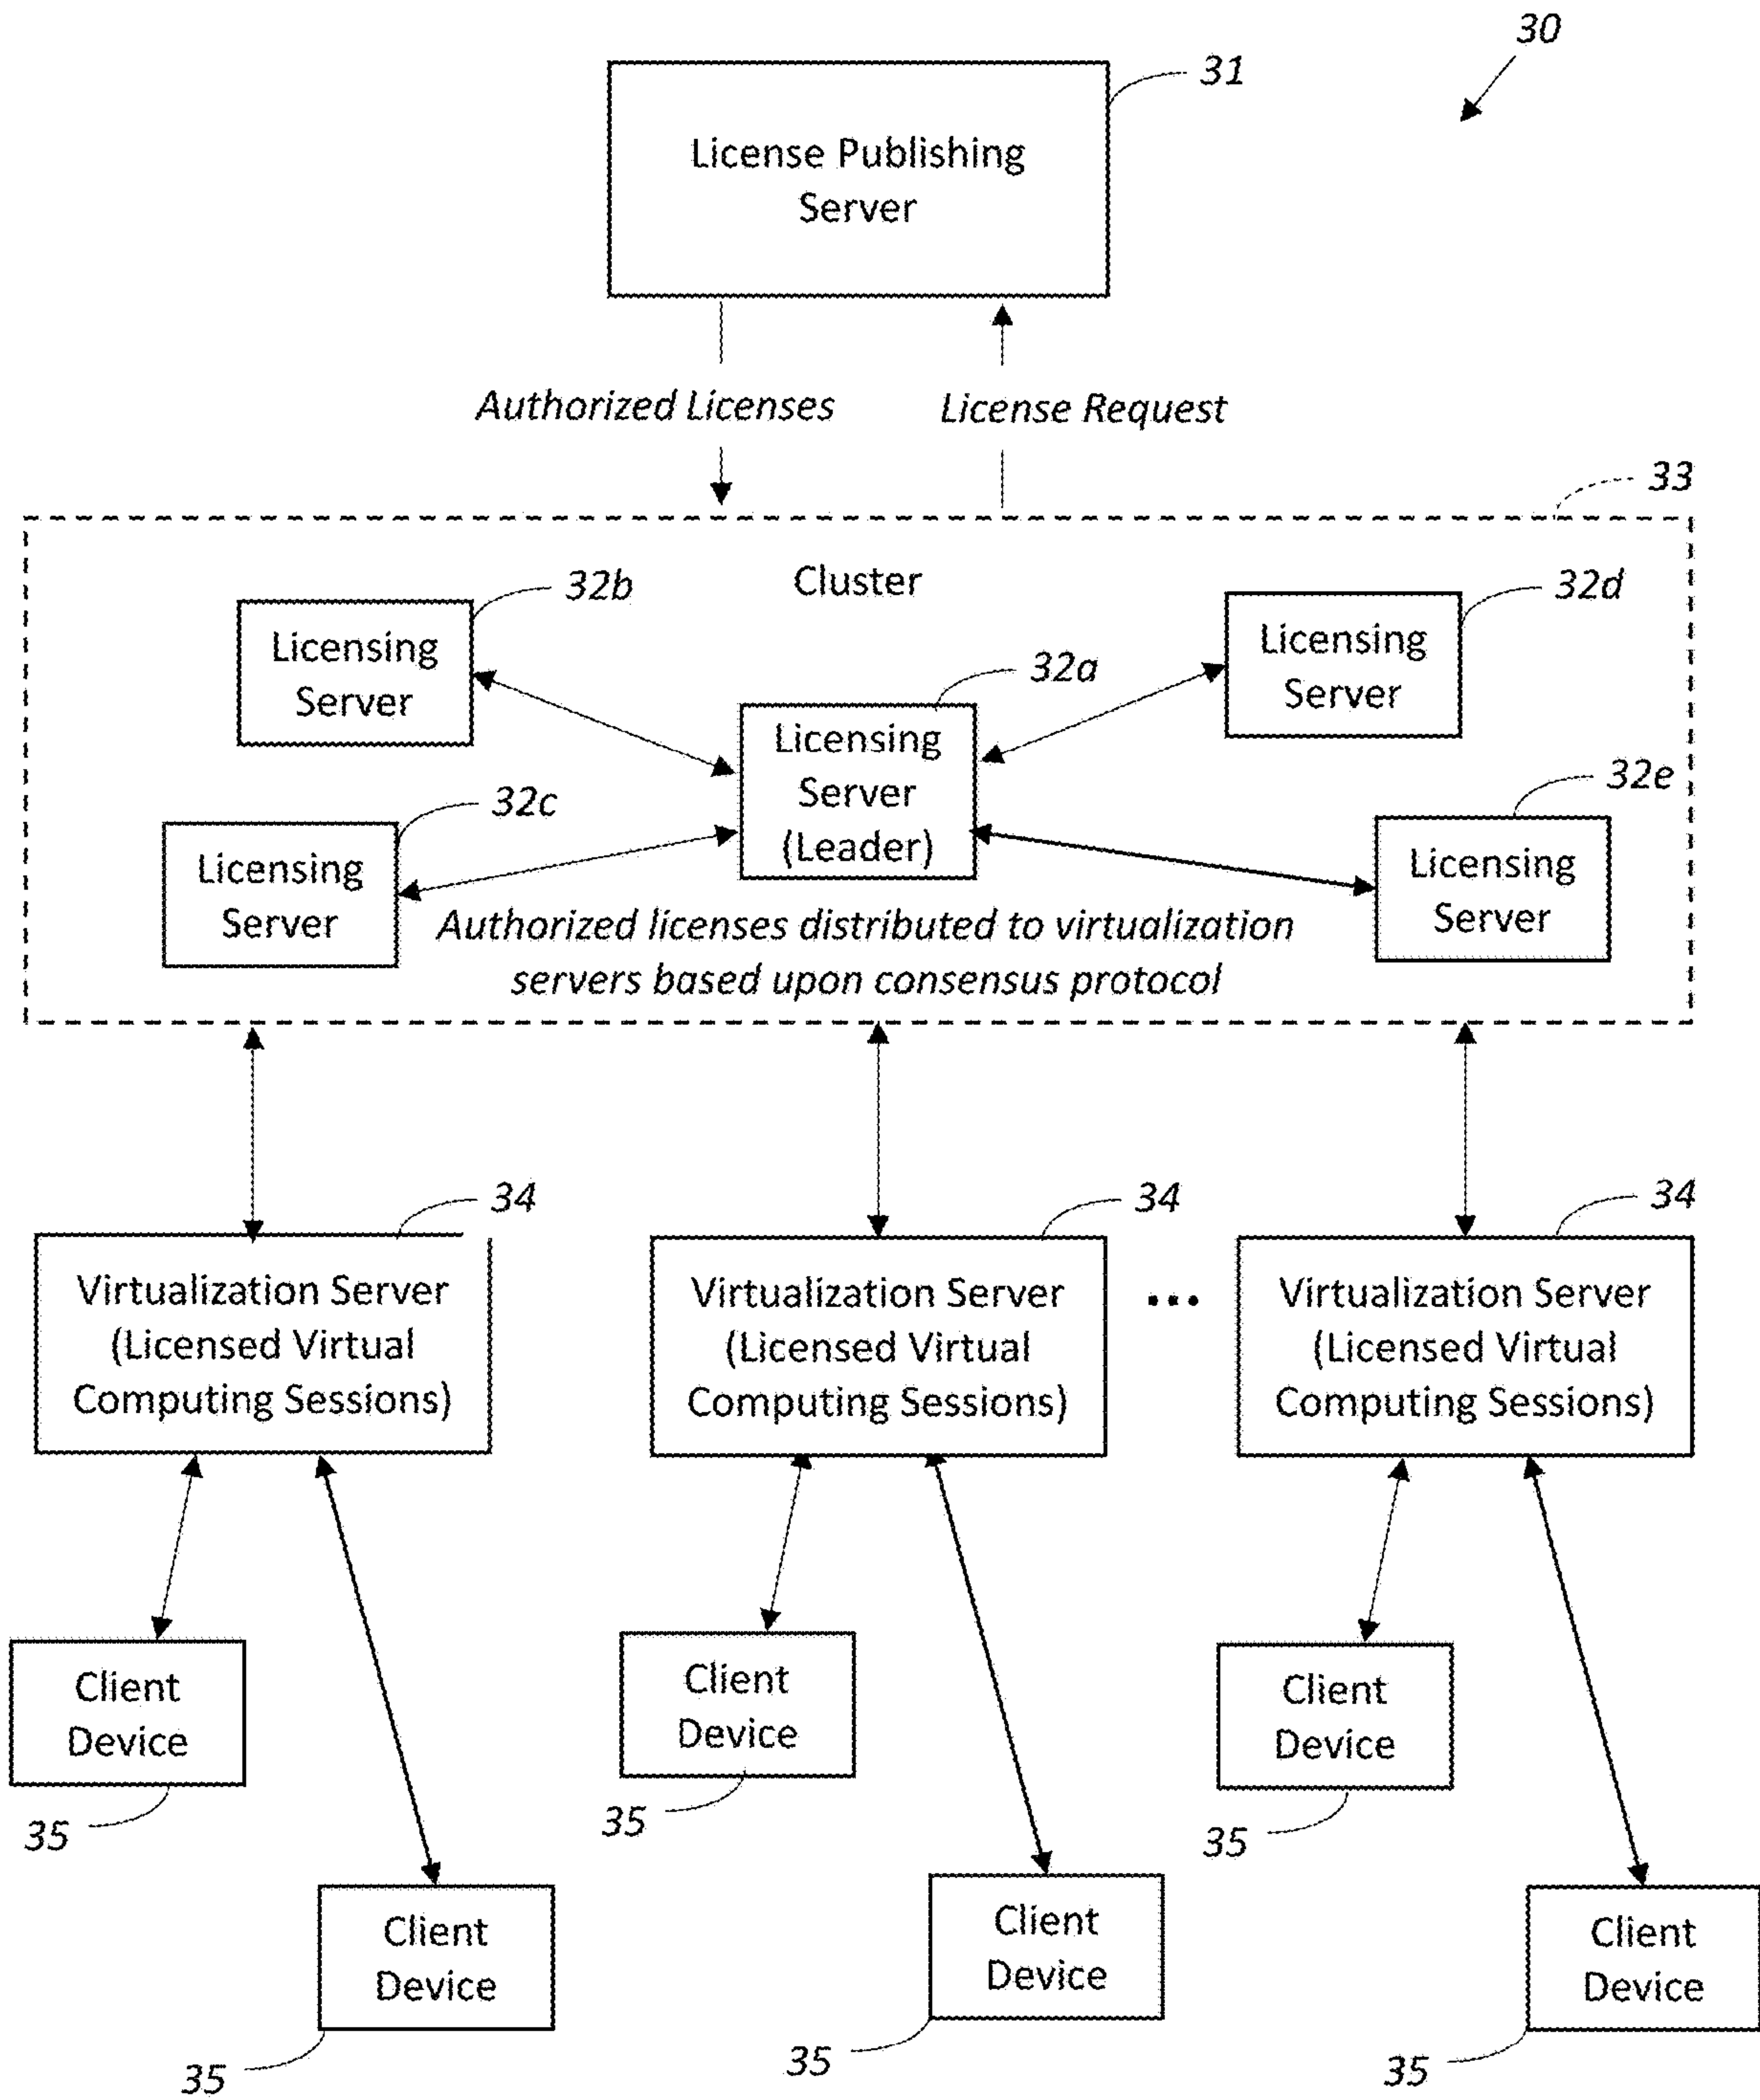 30
31
License Publishing
Server
Authorized Licenses
License Request
33
Cluster
32b
Licensing
Server
32d
Licensing
Server
32a
Licensing
Server
(Leader)
32c
Licensing
Server
32e
Licensing
Server
Authorized licenses distributed to virtualization
servers based upon consensus protocol
34
Virtualization Server
(Licensed Virtual
Computing Sessions)
34
Virtualization Server
(Licensed Virtual
Computing Sessions)
...
34
Virtualization Server
(Licensed Virtual
Computing Sessions)
Client
Device
35
Client
Device
35
Client
Device
35
Client
Device
35
Client
Device
35
Client
Device
35